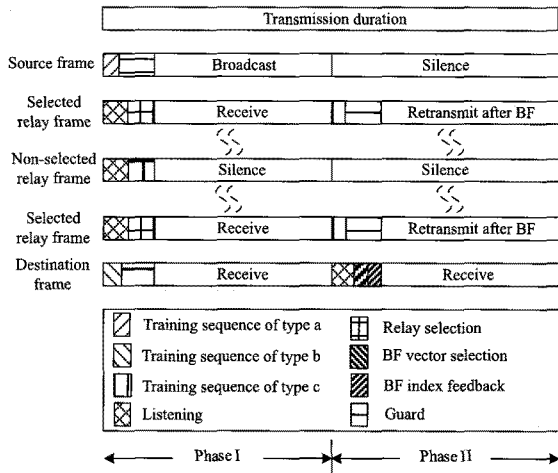 Transmission duration
Source frame
Broadcast
Silence
Selected
relay frame
Receive
Retransmit after BF
Non-selected
relay frame
Silence
Silence
Selected
relay frame
Receive
Retransmit after BF
Destination
frame
Receive
Receive
Training sequence of type a
Relay selection
Training sequence of type b
BF vector selection
Training sequence of type c
BF index feedback
Listening
Guard
Phase I
Phase II